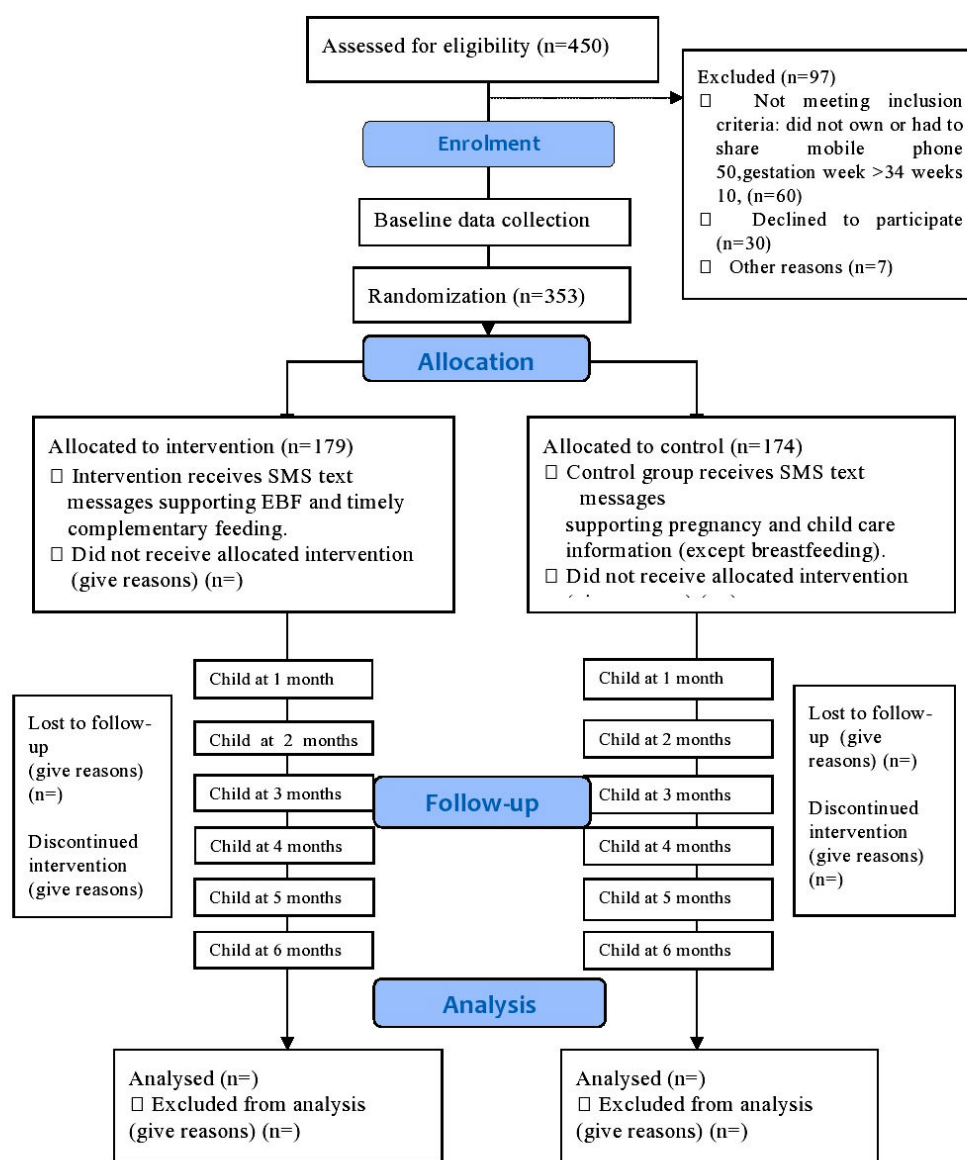 Assessed for eligibility (n=450)
Excluded (n=97)
□ Not meeting inclusion
criteria: did not own or had to
share mobile phone
50,gestation week >34 weeks
10, (n=60)
□ Declined to participate
(n=30)
□ Other reasons (n=7)
Enrolment
Baseline data collection
Randomization (n=353)
Allocation
Allocated to intervention (n=179)
□ Intervention receives SMS text
messages supporting EBF and timely
complementary feeding.
□ Did not receive allocated intervention
(give reasons) (n=)
Allocated to control (n=174)
□ Control group receives SMS text
messages
supporting pregnancy and child care
information (except breastfeeding).
□ Did not receive allocated intervention
Lost to follow-
up
(give reasons)
(n=)
Discontinued
intervention
(give reasons)
Child at 1 month
Child at 2 months
Child at 3 months
Child at 4 months
Child at 5 months
Child at 6 months
Follow-up
Child at 1 month
Child at 2 months
Child at 3 months
Child at 4 months
Child at 5 months
Child at 6 months
Lost to follow-
up (give
reasons) (n=)
Discontinued
intervention
(give reasons)
(n=)
Analysis
Analysed (n=)
□ Excluded from analysis
(give reasons) (n=)
Analysed (n=)
□ Excluded from analysis
(give reasons) (n=)